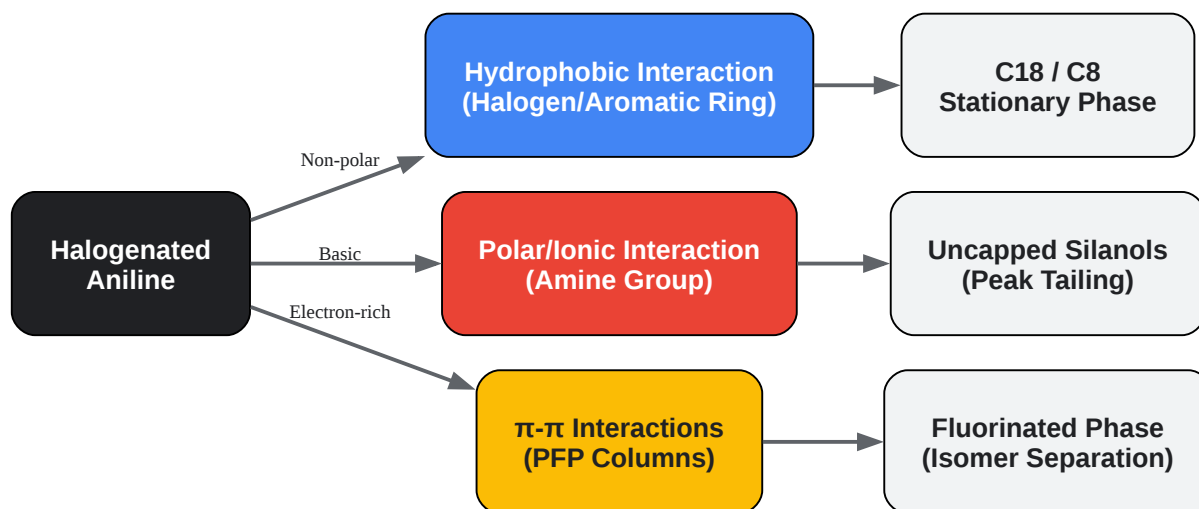 Hydrophobic Interaction
(Halogen/Aromatic Ring)
C18 / C8
Stationary Phase
Non-polar
Halogenated
Aniline
Basic
Polar/Ionic Interaction
(Amine Group)
Uncapped Silanols
(Peak Tailing)
Electron-rich
π-π Interactions
(PFP Columns)
Fluorinated Phase
(Isomer Separation)